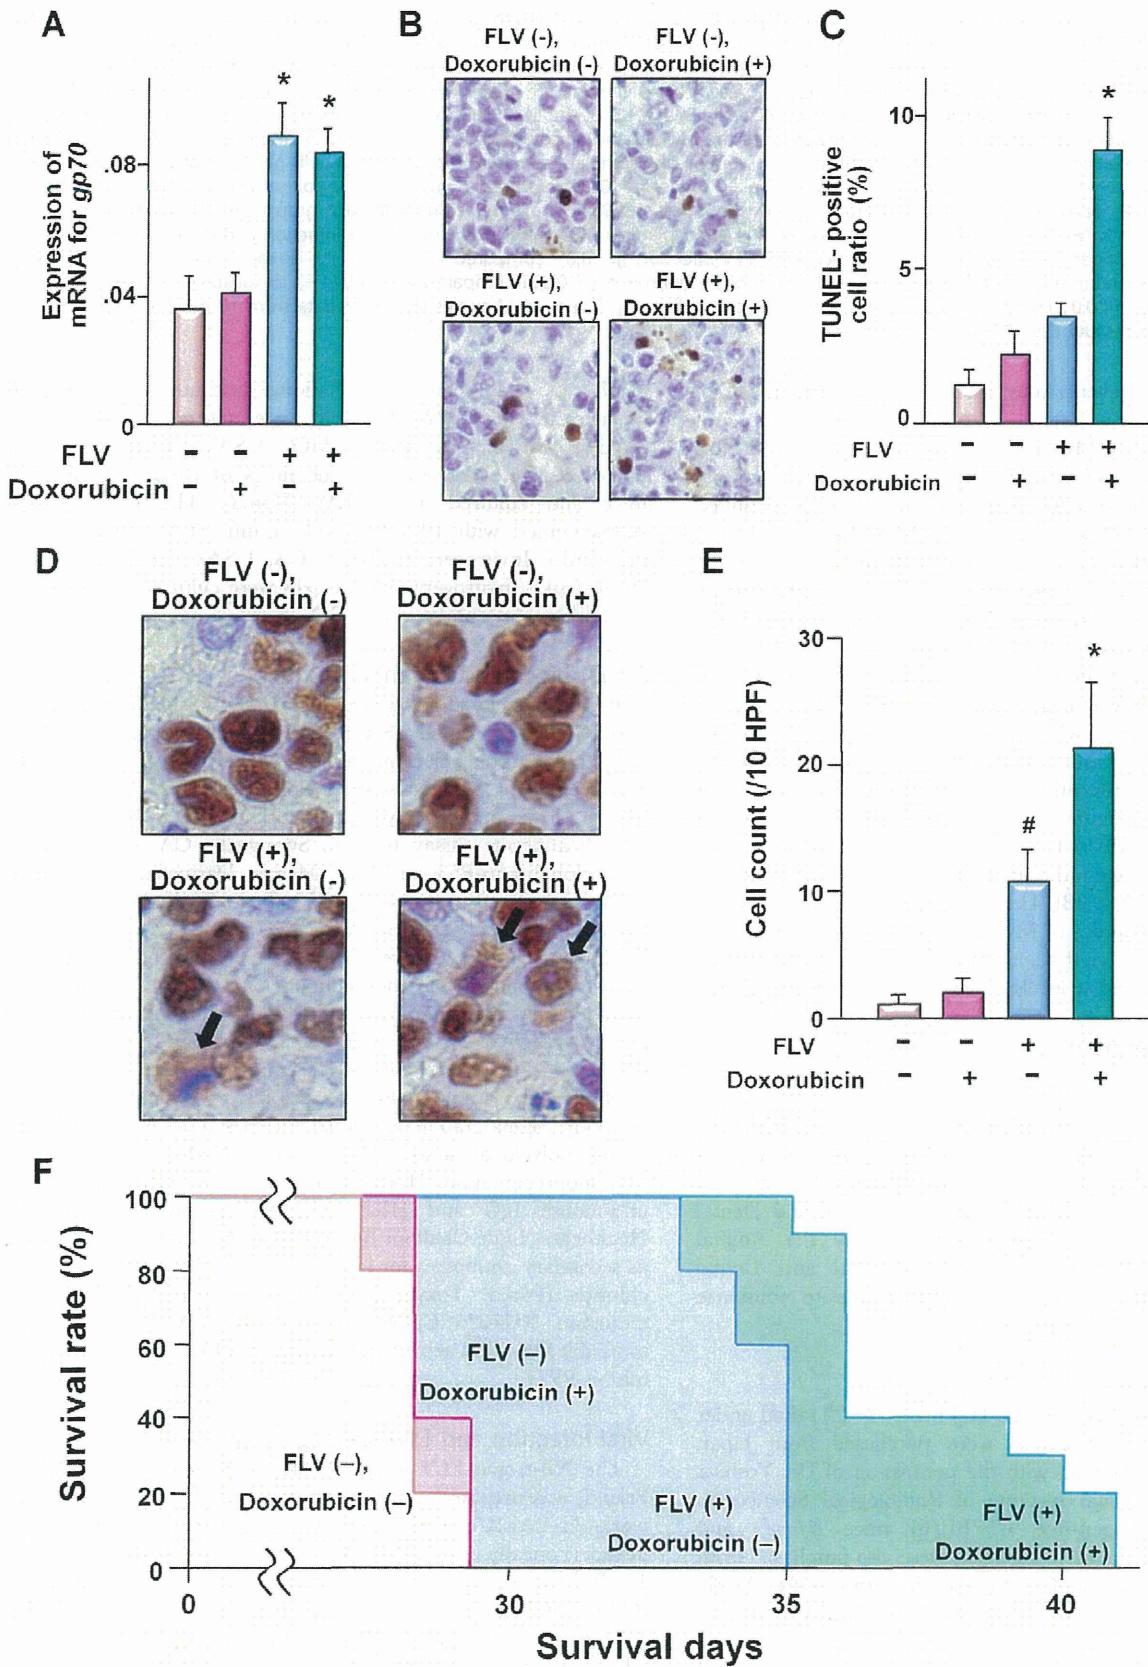 A
Expression of
mRNA for gp70
.08
.04
0
*
*
FLV - - + +
Doxorubicin - + - +
B
FLV (-),
Doxorubicin (-)
FLV (-),
Doxorubicin (+)
FLV (+),
Doxorubicin (-)
FLV (+),
Doxrubicin (+)
C
TUNEL- positive
cell ratio (%)
10
5
0
*
FLV - - + +
Doxorubicin - + - +
D
FLV (-),
Doxorubicin (-)
FLV (-),
Doxorubicin (+)
FLV (+),
Doxorubicin (-)
FLV (+),
Doxorubicin (+)
E
Cell count (/10 HPF)
30
20
10
0
#
*
FLV - - + +
Doxorubicin - + - +
F
Survival rate (%)
100
80
60
40
20
0
FLV (–),
Doxorubicin (–)
FLV (–)
Doxorubicin (+)
FLV (+)
Doxorubicin (–)
FLV (+)
Doxorubicin (+)
0 30 35 40
Survival days